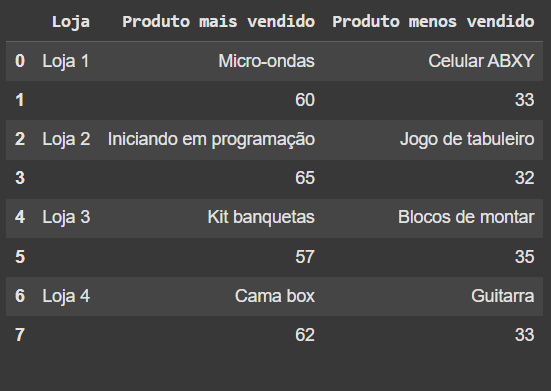 Loja Produto mais vendido Produto menos vendido
0 Loja 1 Micro-ondas Celular ABXY
1 60 33
2 Loja 2 Iniciando em programação Jogo de tabuleiro
3 65 32
4 Loja 3 Kit banquetas Blocos de montar
5 57 35
6 Loja 4 Cama box Guitarra
7 62 33